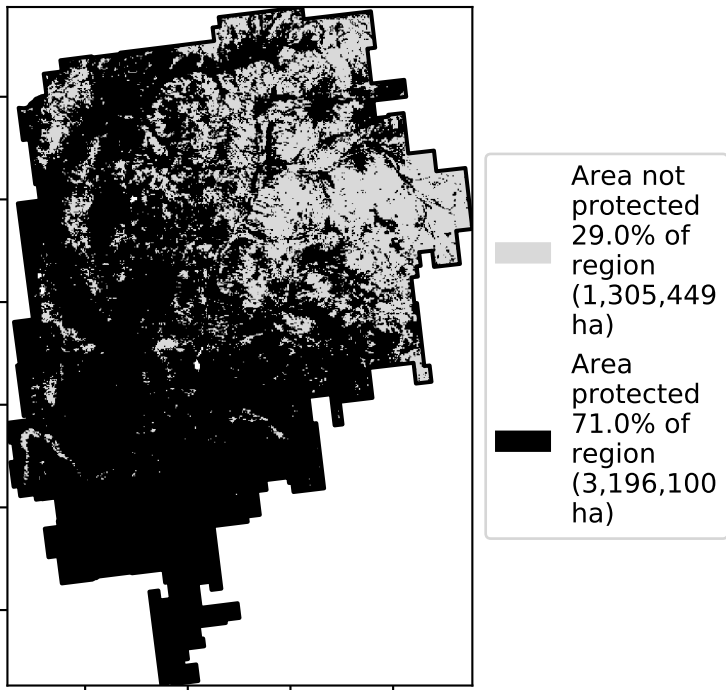 Area not
protected
29.0% of
region
(1,305,449
ha)
Area
protected
71.0% of
region
(3,196,100
ha)